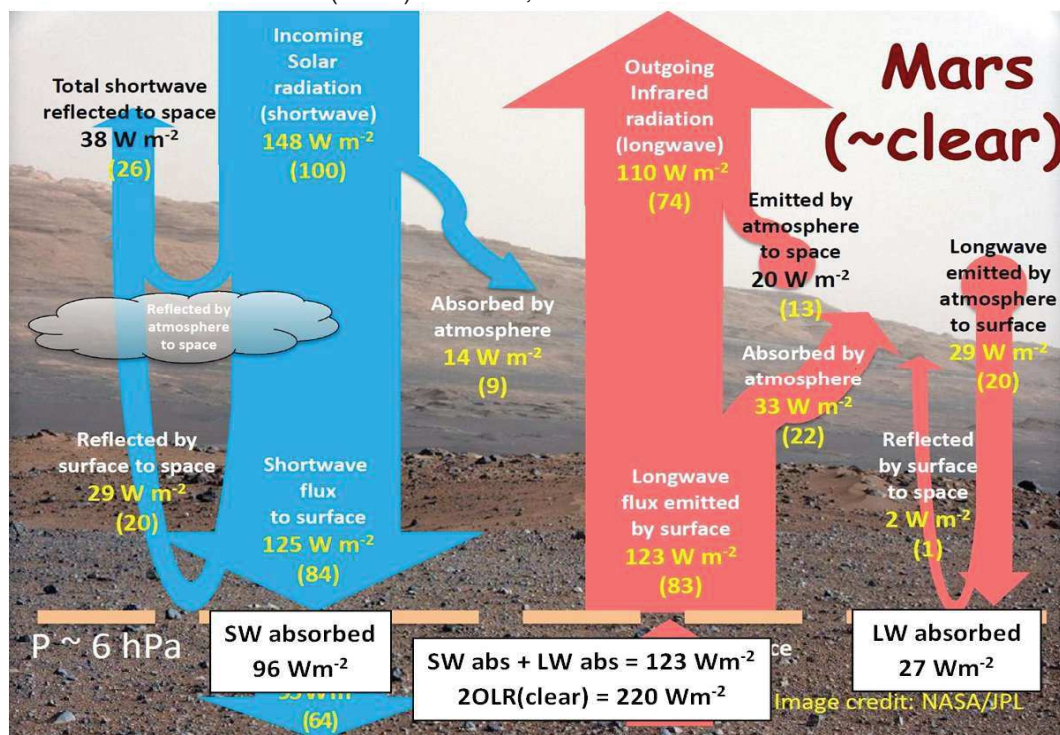 Mars
(~clear)
Incoming
Solar
radiation
(shortwave)
148 W m⁻²
(100)
Total shortwave
reflected to space
38 W m⁻²
(26)
Reflected by
atmosphere
to space
Absorbed by
atmosphere
14 W m⁻²
(9)
Reflected by
surface to space
29 W m⁻²
(20)
Shortwave
flux
to surface
125 W m⁻²
(84)
Outgoing
Infrared
radiation
(longwave)
110 W m⁻²
(74)
Emitted by
atmosphere
to space
20 W m⁻²
(13)
Longwave
emitted by
atmosphere
to surface
29 W m⁻²
(20)
Absorbed by
atmosphere
33 W m⁻²
(22)
Longwave
flux emitted
by surface
123 W m⁻²
(83)
Reflected
by surface
to space
2 W m⁻²
(1)
P ~ 6 hPa
SW absorbed
96 Wm⁻²
(64)
SW abs + LW abs = 123 Wm⁻²
2OLR(clear) = 220 Wm⁻²
LW absorbed
27 Wm⁻²
Image credit: NASA/JPL